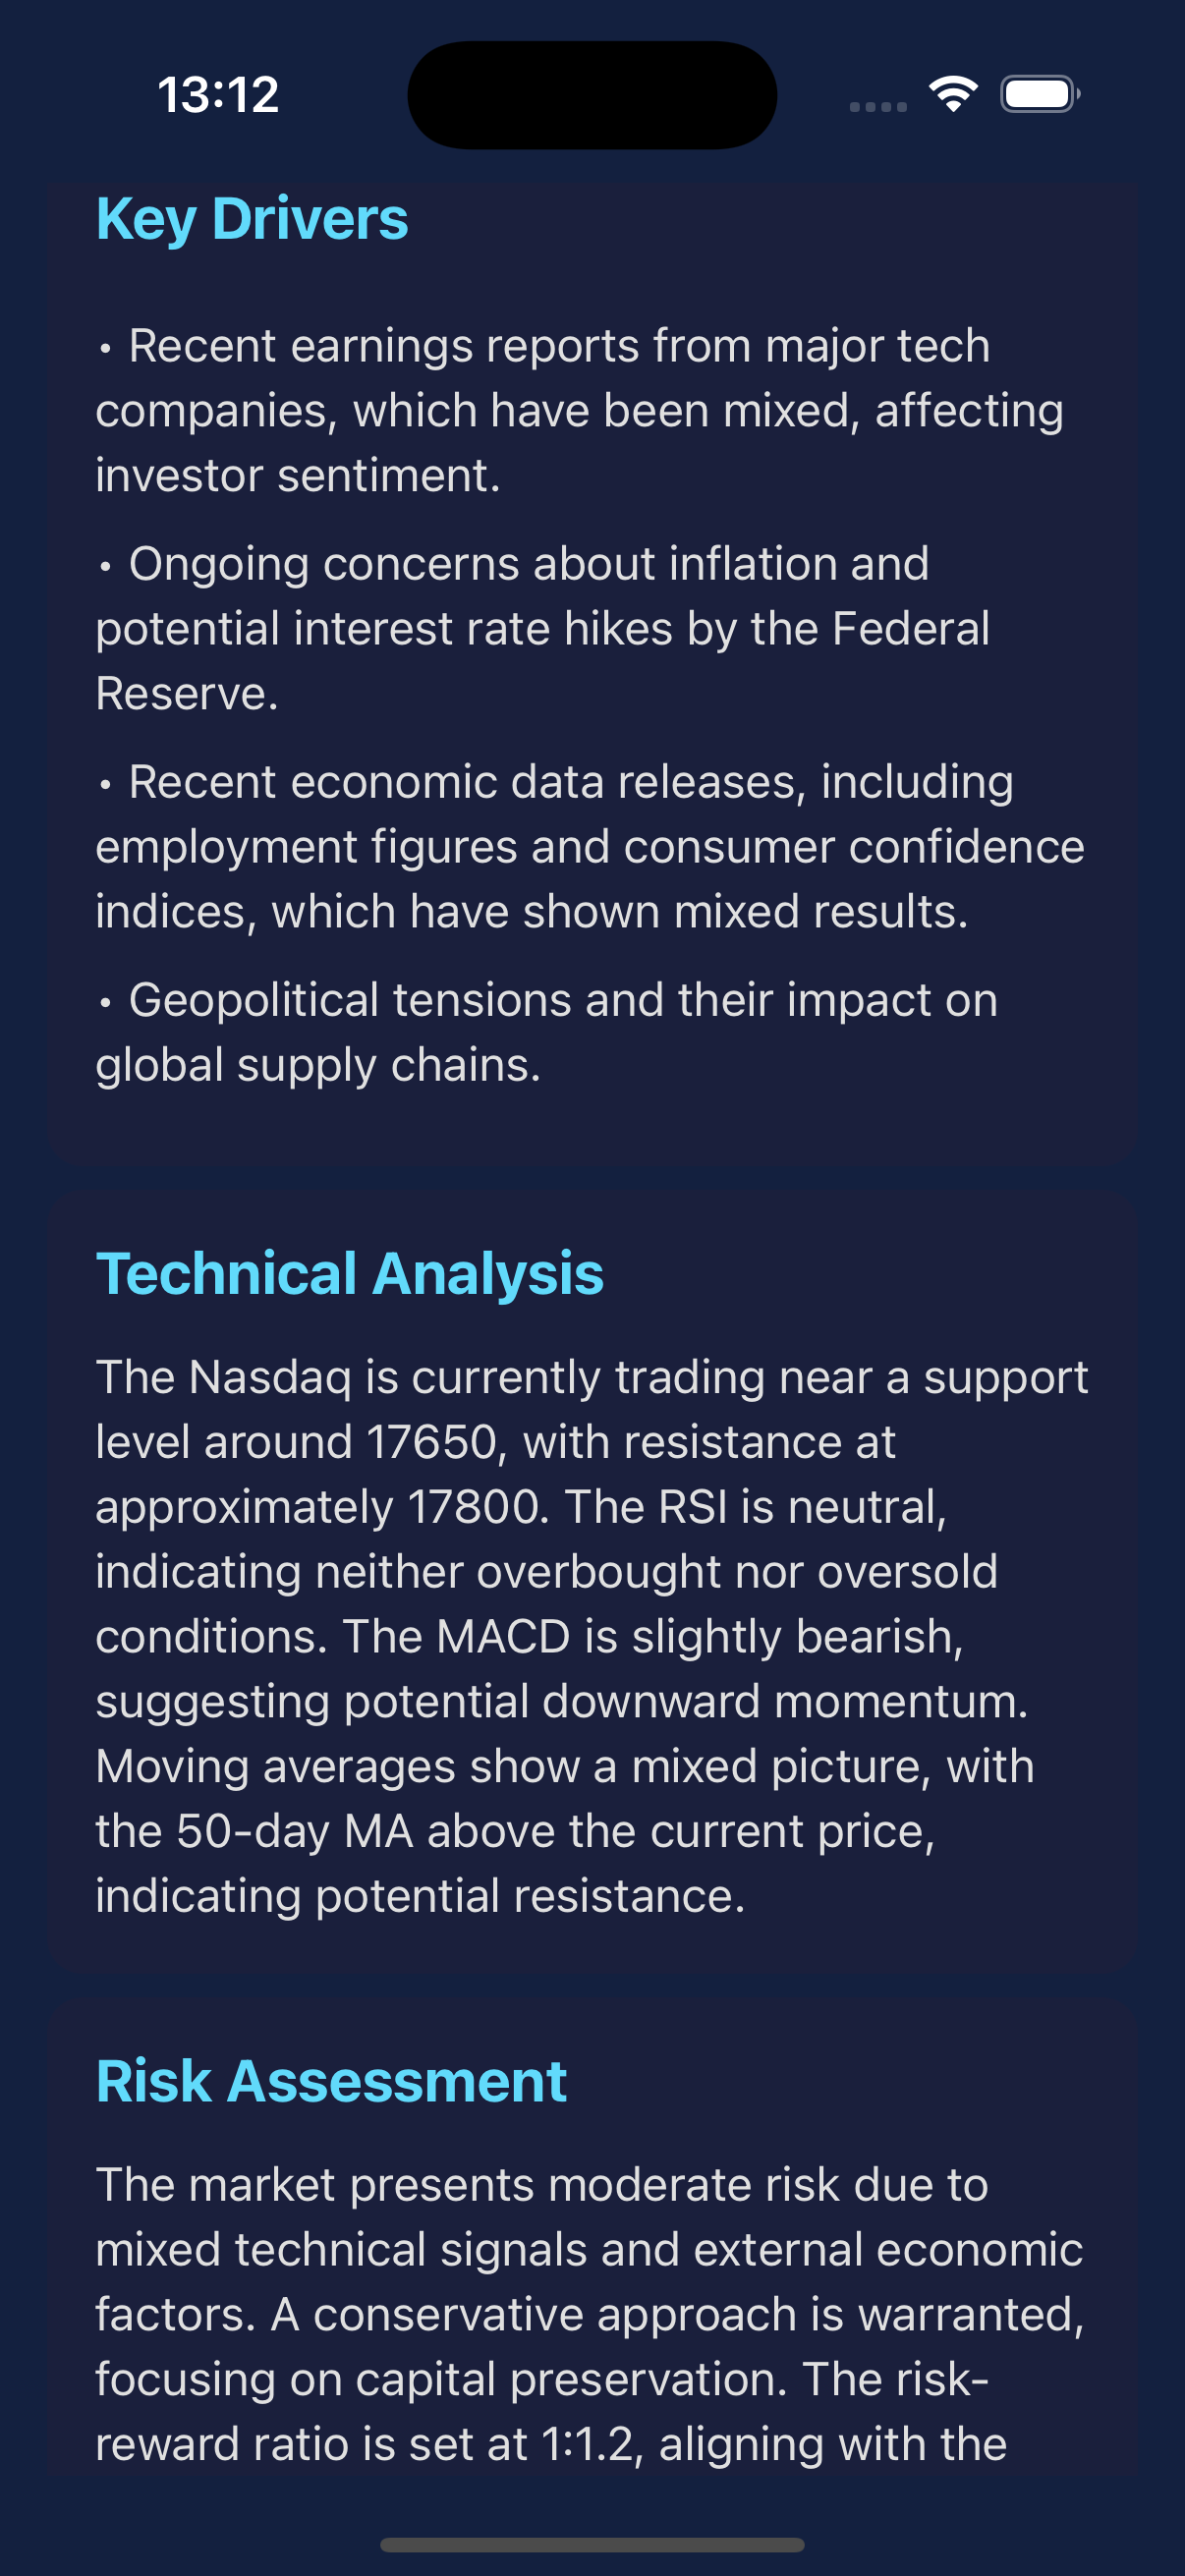 13:12
Key Drivers
• Recent earnings reports from major tech
companies, which have been mixed, affecting
investor sentiment.
• Ongoing concerns about inflation and
potential interest rate hikes by the Federal
Reserve.
• Recent economic data releases, including
employment figures and consumer confidence
indices, which have shown mixed results.
• Geopolitical tensions and their impact on
global supply chains.
Technical Analysis
The Nasdaq is currently trading near a support
level around 17650, with resistance at
approximately 17800. The RSI is neutral,
indicating neither overbought nor oversold
conditions. The MACD is slightly bearish,
suggesting potential downward momentum.
Moving averages show a mixed picture, with
the 50-day MA above the current price,
indicating potential resistance.
Risk Assessment
The market presents moderate risk due to
mixed technical signals and external economic
factors. A conservative approach is warranted,
focusing on capital preservation. The risk-
reward ratio is set at 1:1.2, aligning with the